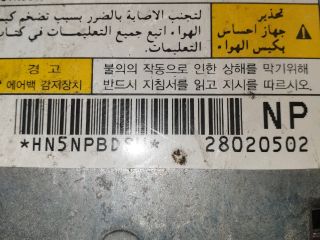 تحذير
جهاز احساس
بكيس الهواء
لتجنب الاصابة بالضرر بسبب تضخم كيس
الهواء اتبع جميع التعليمات في كتاب
التعليمات.
경 고
에어백 감지장치
불의의 작동으로 인한 상해를 막기위해
반드시 지침서를 읽고 지시를 따르시오.
NP
28020502